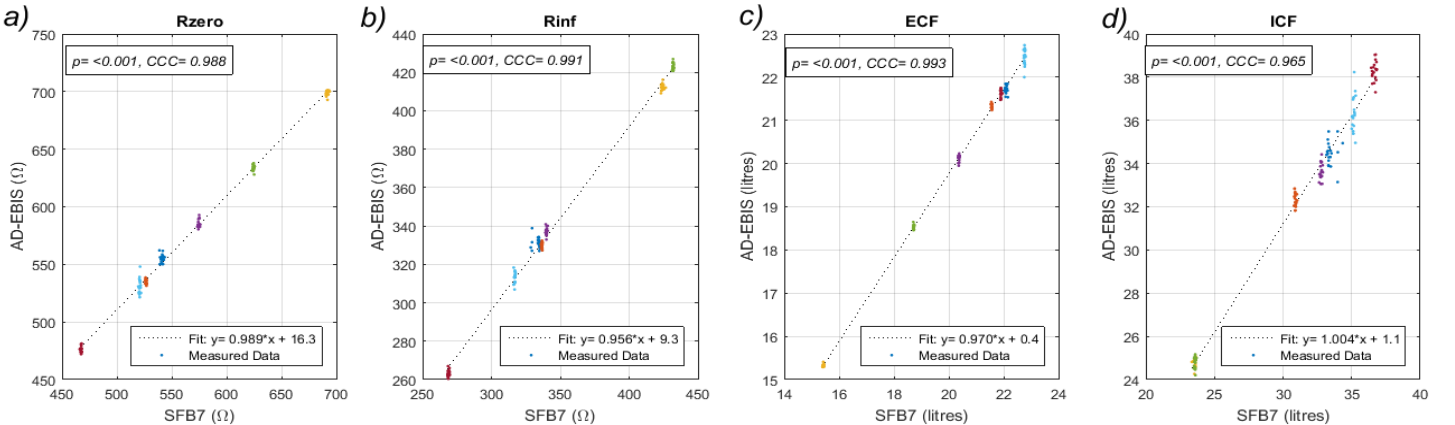 a)
Rzero
750
700
650
600
550
500
450
AD-EBIS (Ω)
p= <0.001, CCC= 0.988
Fit: y= 0.989*x + 16.3
Measured Data
450 500 550 600 650 700
SFB7 (Ω)
b)
Rinf
440
420
400
380
360
340
320
300
280
260
AD-EBIS (Ω)
p= <0.001, CCC= 0.991
Fit: y= 0.956*x + 9.3
Measured Data
250 300 350 400 450
SFB7 (Ω)
c)
ECF
23
22
21
20
19
18
17
16
15
AD-EBIS (litres)
p= <0.001, CCC= 0.993
Fit: y= 0.970*x + 0.4
Measured Data
14 16 18 20 22 24
SFB7 (litres)
d)
ICF
40
38
36
34
32
30
28
26
24
AD-EBIS (litres)
p= <0.001, CCC= 0.965
Fit: y= 1.004*x + 1.1
Measured Data
20 25 30 35 40
SFB7 (litres)